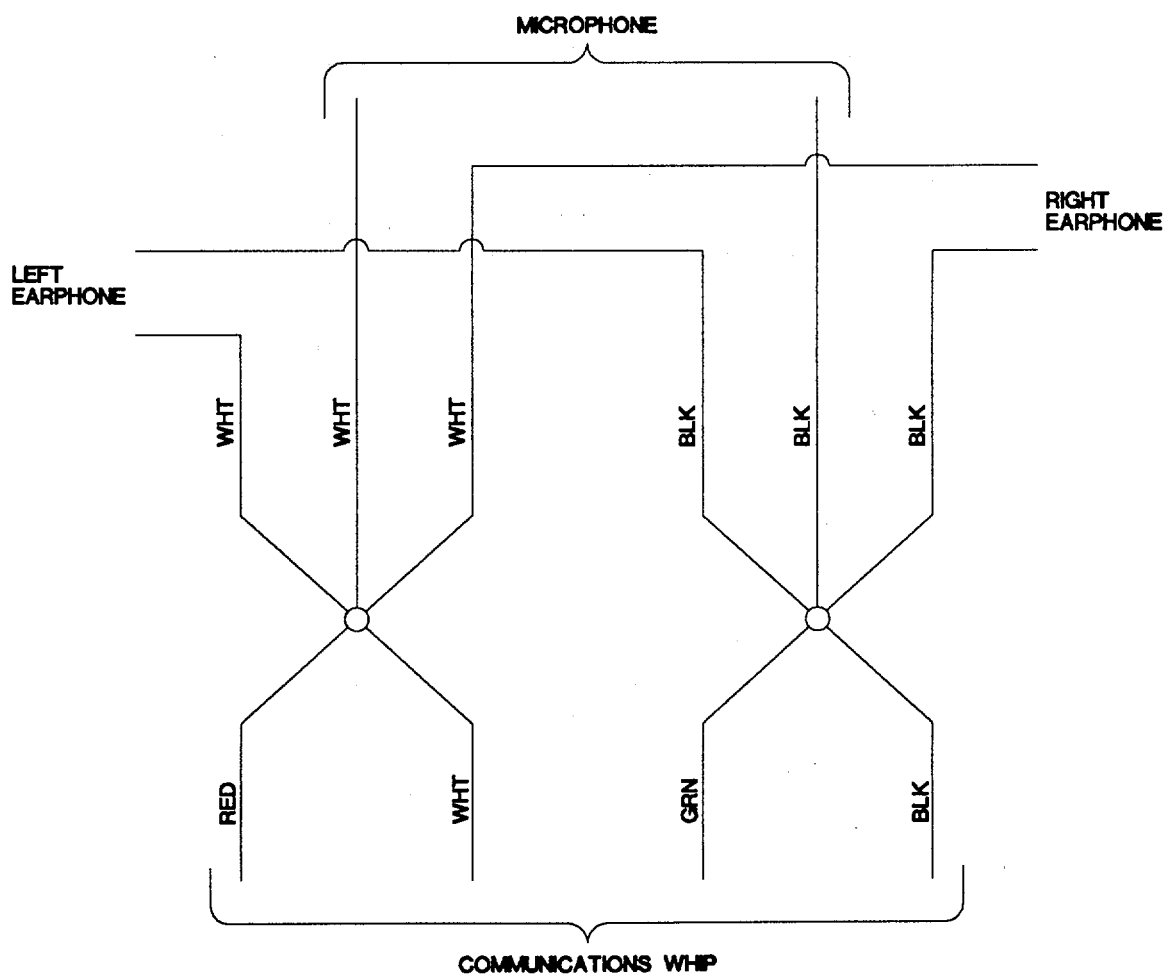 MICROPHONE
RIGHT
EARPHONE
LEFT
EARPHONE
WHT
WHT
WHT
BLK
BLK
BLK
RED
WHT
GRN
BLK
COMMUNICATIONS WHIP